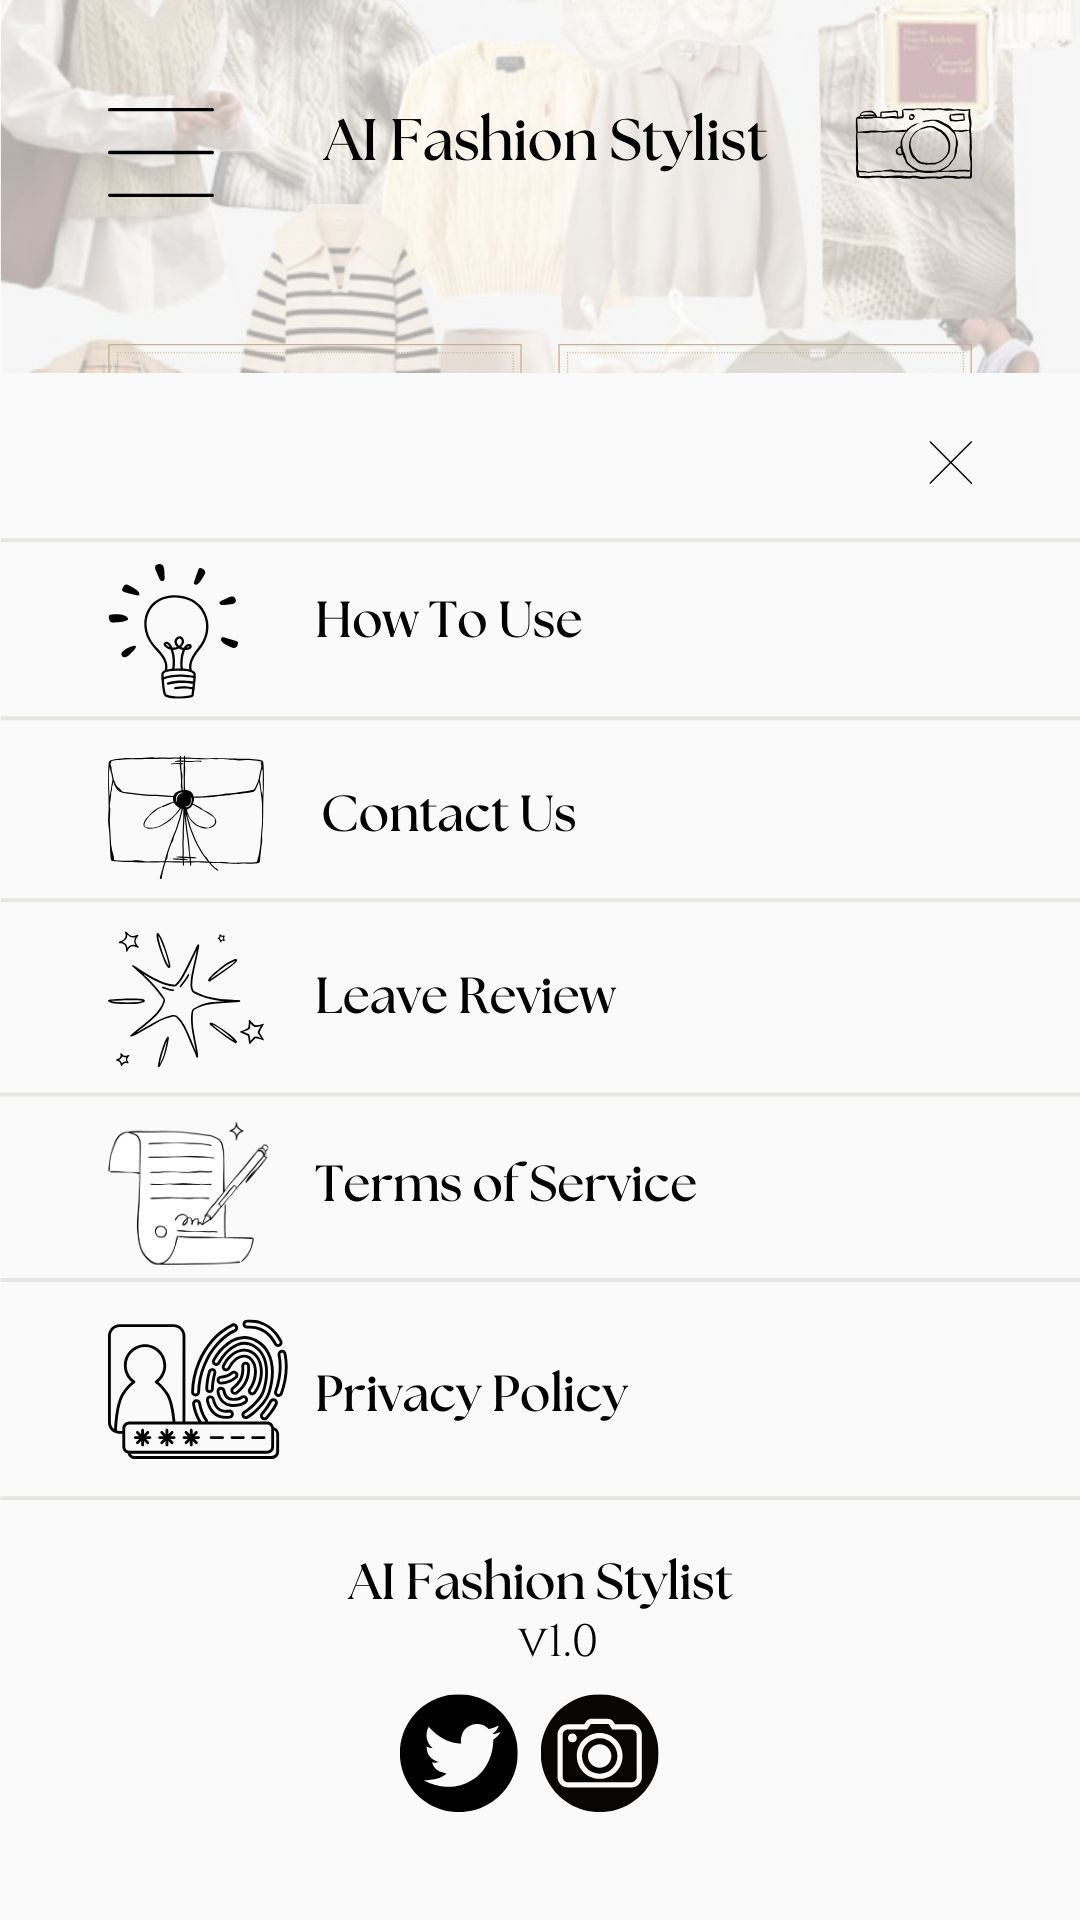 AI Fashion Stylist
How To Use
Contact Us
Leave Review
Terms of Service
Privacy Policy
AI Fashion Stylist
V1.0